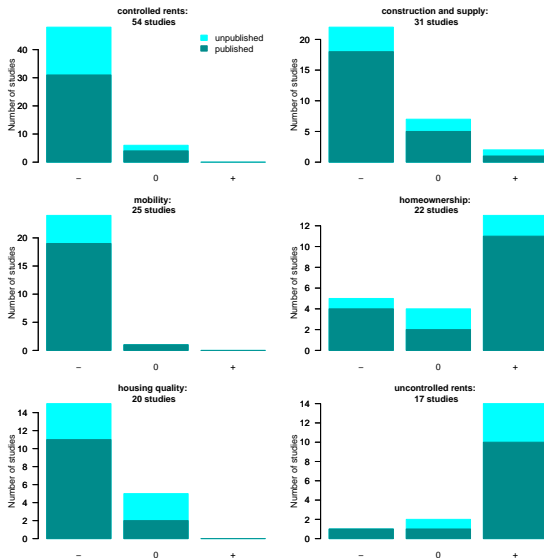 controlled rents:
54 studies
unpublished
published
Number of studies
40
30
20
10
0
− 0 +
construction and supply:
31 studies
Number of studies
20
15
10
5
0
− 0 +
mobility:
25 studies
Number of studies
20
15
10
5
0
− 0 +
homeownership:
22 studies
Number of studies
12
10
8
6
4
2
0
− 0 +
housing quality:
20 studies
Number of studies
14
12
10
8
6
4
2
0
− 0 +
uncontrolled rents:
17 studies
Number of studies
14
12
10
8
6
4
2
0
− 0 +